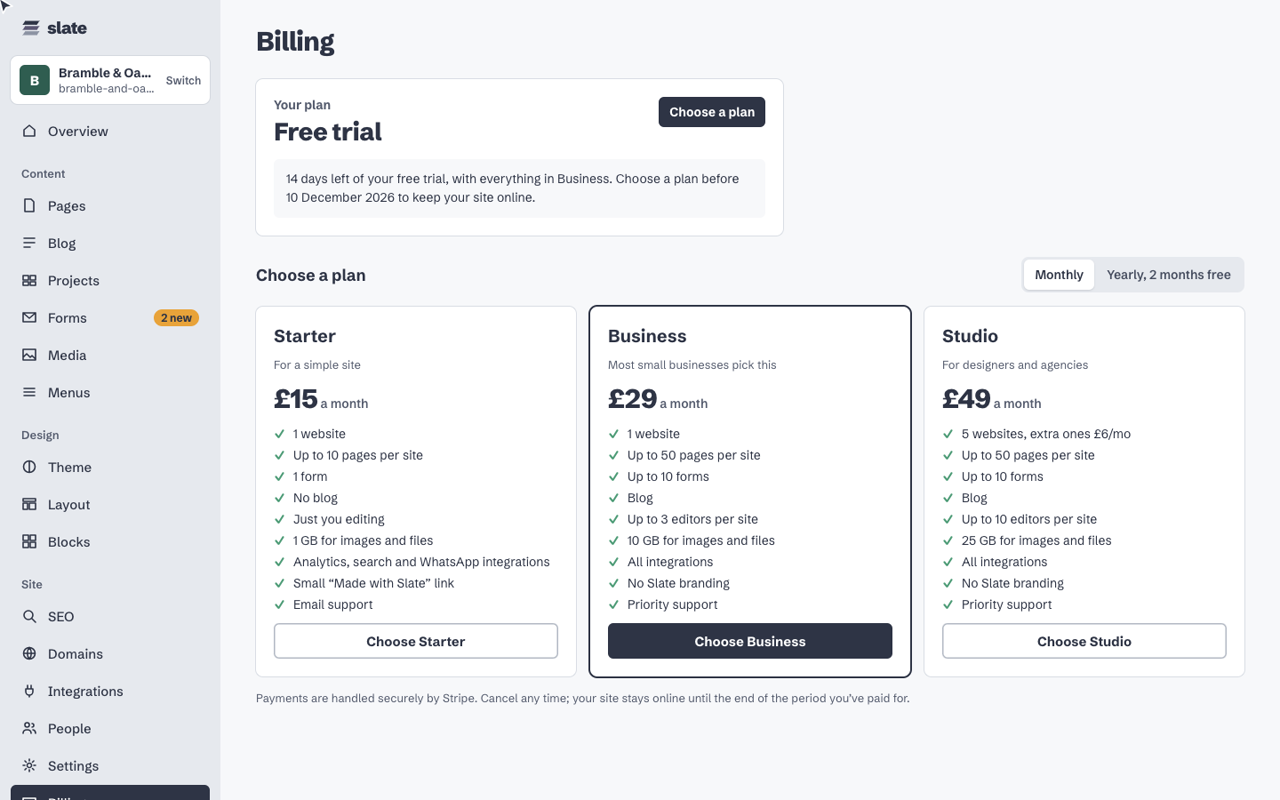 slate
B
Bramble & Oa...
bramble-and-oa...
Switch
Overview
Content
Pages
Blog
Projects
Forms
2 new
Media
Menus
Design
Theme
Layout
Blocks
Site
SEO
Domains
Integrations
People
Settings
Billing
Your plan
Free trial
Choose a plan
14 days left of your free trial, with everything in Business. Choose a plan before
10 December 2026 to keep your site online.
Choose a plan
Monthly
Yearly, 2 months free
Starter
For a simple site
£15 a month
1 website
Up to 10 pages per site
1 form
No blog
Just you editing
1 GB for images and files
Analytics, search and WhatsApp integrations
Small “Made with Slate” link
Email support
Choose Starter
Business
Most small businesses pick this
£29 a month
1 website
Up to 50 pages per site
Up to 10 forms
Blog
Up to 3 editors per site
10 GB for images and files
All integrations
No Slate branding
Priority support
Choose Business
Studio
For designers and agencies
£49 a month
5 websites, extra ones £6/mo
Up to 50 pages per site
Up to 10 forms
Blog
Up to 10 editors per site
25 GB for images and files
All integrations
No Slate branding
Priority support
Choose Studio
Payments are handled securely by Stripe. Cancel any time; your site stays online until the end of the period you’ve paid for.